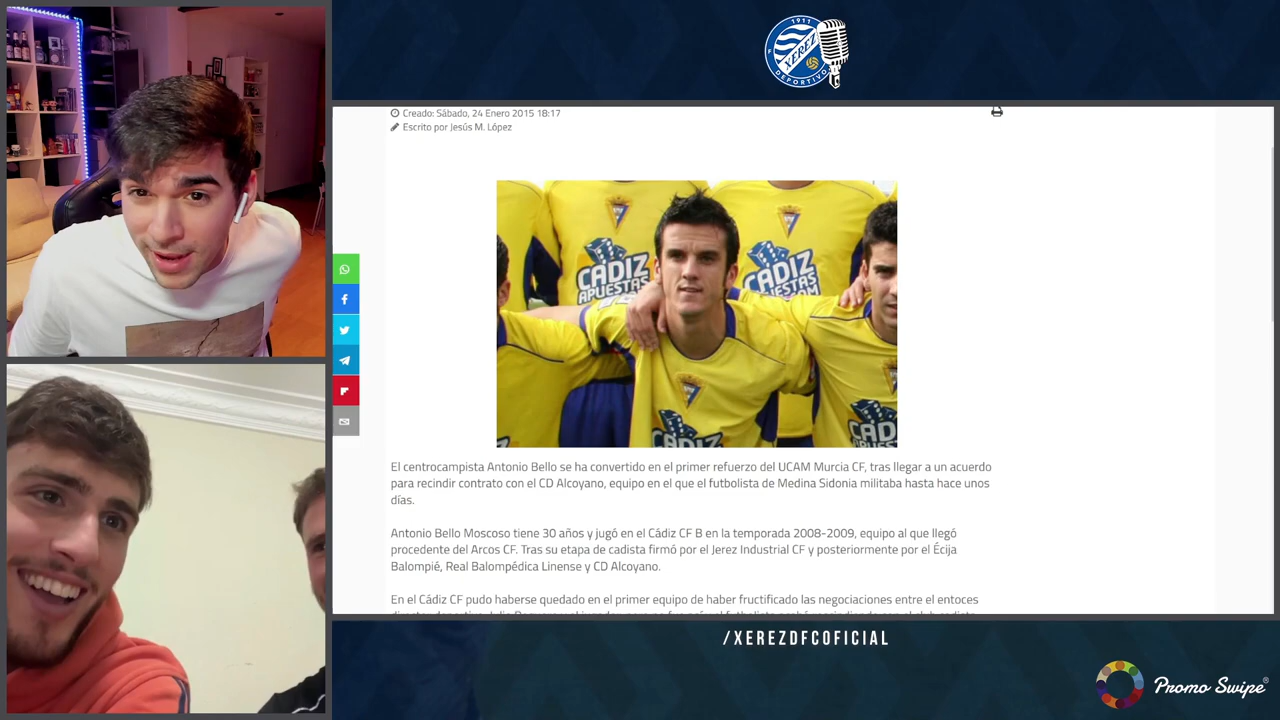 1911
XEREZ
DEPORTIVO
Creado: Sábado, 24 Enero 2015 18:17
Escrito por Jesús M. López
CÁDIZ
APUESTAS
CÁDIZ
CÁDIZ
El centrocampista Antonio Bello se ha convertido en el primer refuerzo del UCAM Murcia CF, tras llegar a un acuerdo
para recindir contrato con el CD Alcoyano, equipo en el que el futbolista de Medina Sidonia militaba hasta hace unos
días.
Antonio Bello Moscoso tiene 30 años y jugó en el Cádiz CF B en la temporada 2008-2009, equipo al que llegó
procedente del Arcos CF. Tras su etapa de cadista firmó por el Jerez Industrial CF y posteriormente por el Écija
Balompié, Real Balompédica Linense y CD Alcoyano.
En el Cádiz CF pudo haberse quedado en el primer equipo de haber fructificado las negociaciones entre el entoces
/XEREZDFCOFICIAL
Promo Swipe®